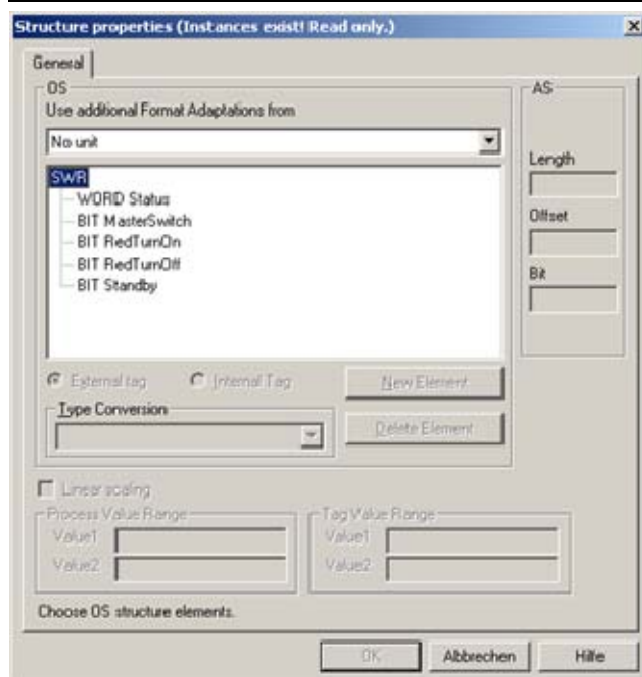 Structure properties (Instances exist! Read only.)
General
OS
Use additional Format Adaptations from
No unit
SWR
WORD Status
BIT MasterSwitch
BIT RedTurnOn
BIT RedTurnOff
BIT Standby
External tag Internal Tag New Element
Type Conversion
Delete Element
AS
Length
Offset
Bit
Linear scaling
Process Value Range
Value1
Value2
Tag Value Range
Value1
Value2
Choose OS structure elements.
OK Abbrechen Hilfe